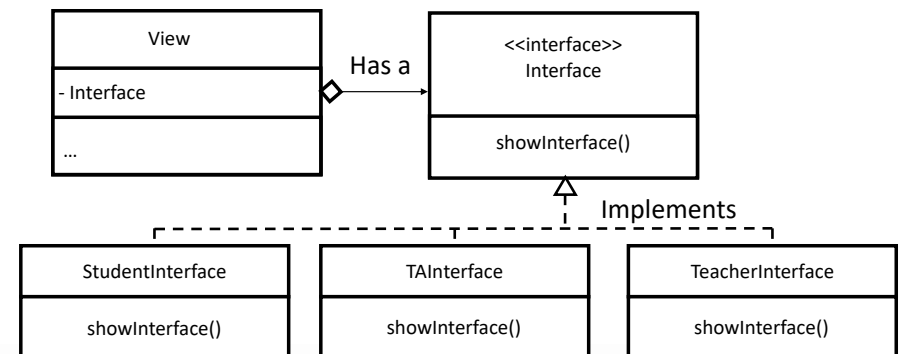 View
- Interface
...
Has a
<<interface>>
Interface
showInterface()
Implements
StudentInterface
showInterface()
TAInterface
showInterface()
TeacherInterface
showInterface()